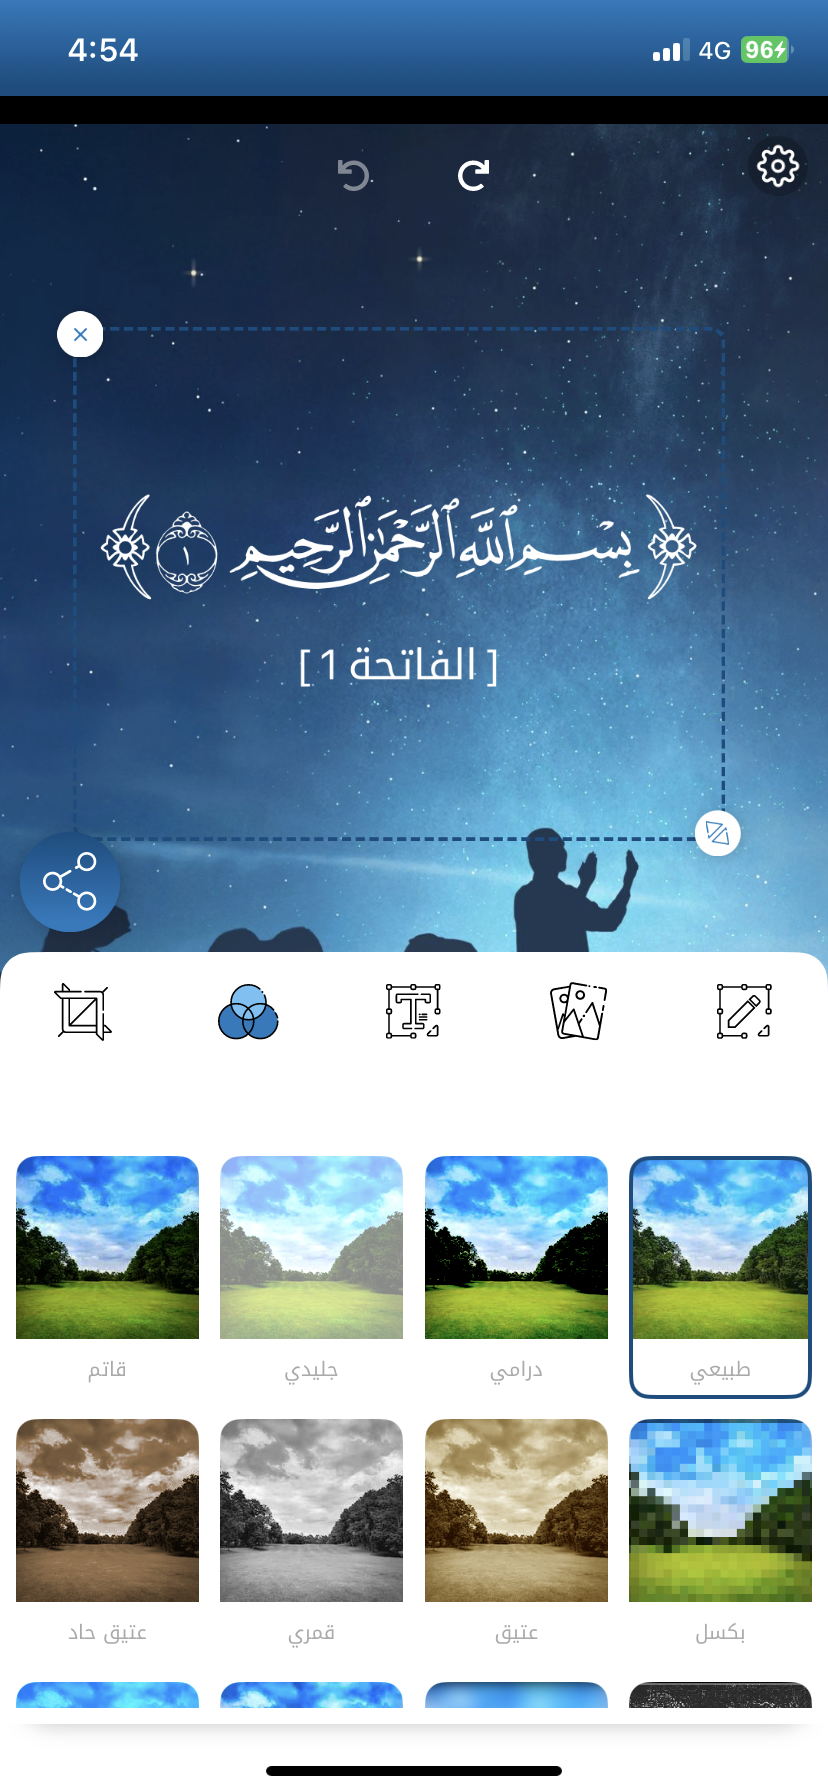 4:54
4G 96
﴿بِسْمِ ٱللَّهِ ٱلرَّحْمَٰنِ ٱلرَّحِيمِ ١﴾
[الفاتحة 1]
طبيعي
درامي
جليدي
قاتم
بكسل
عتيق
قمري
عتيق حاد